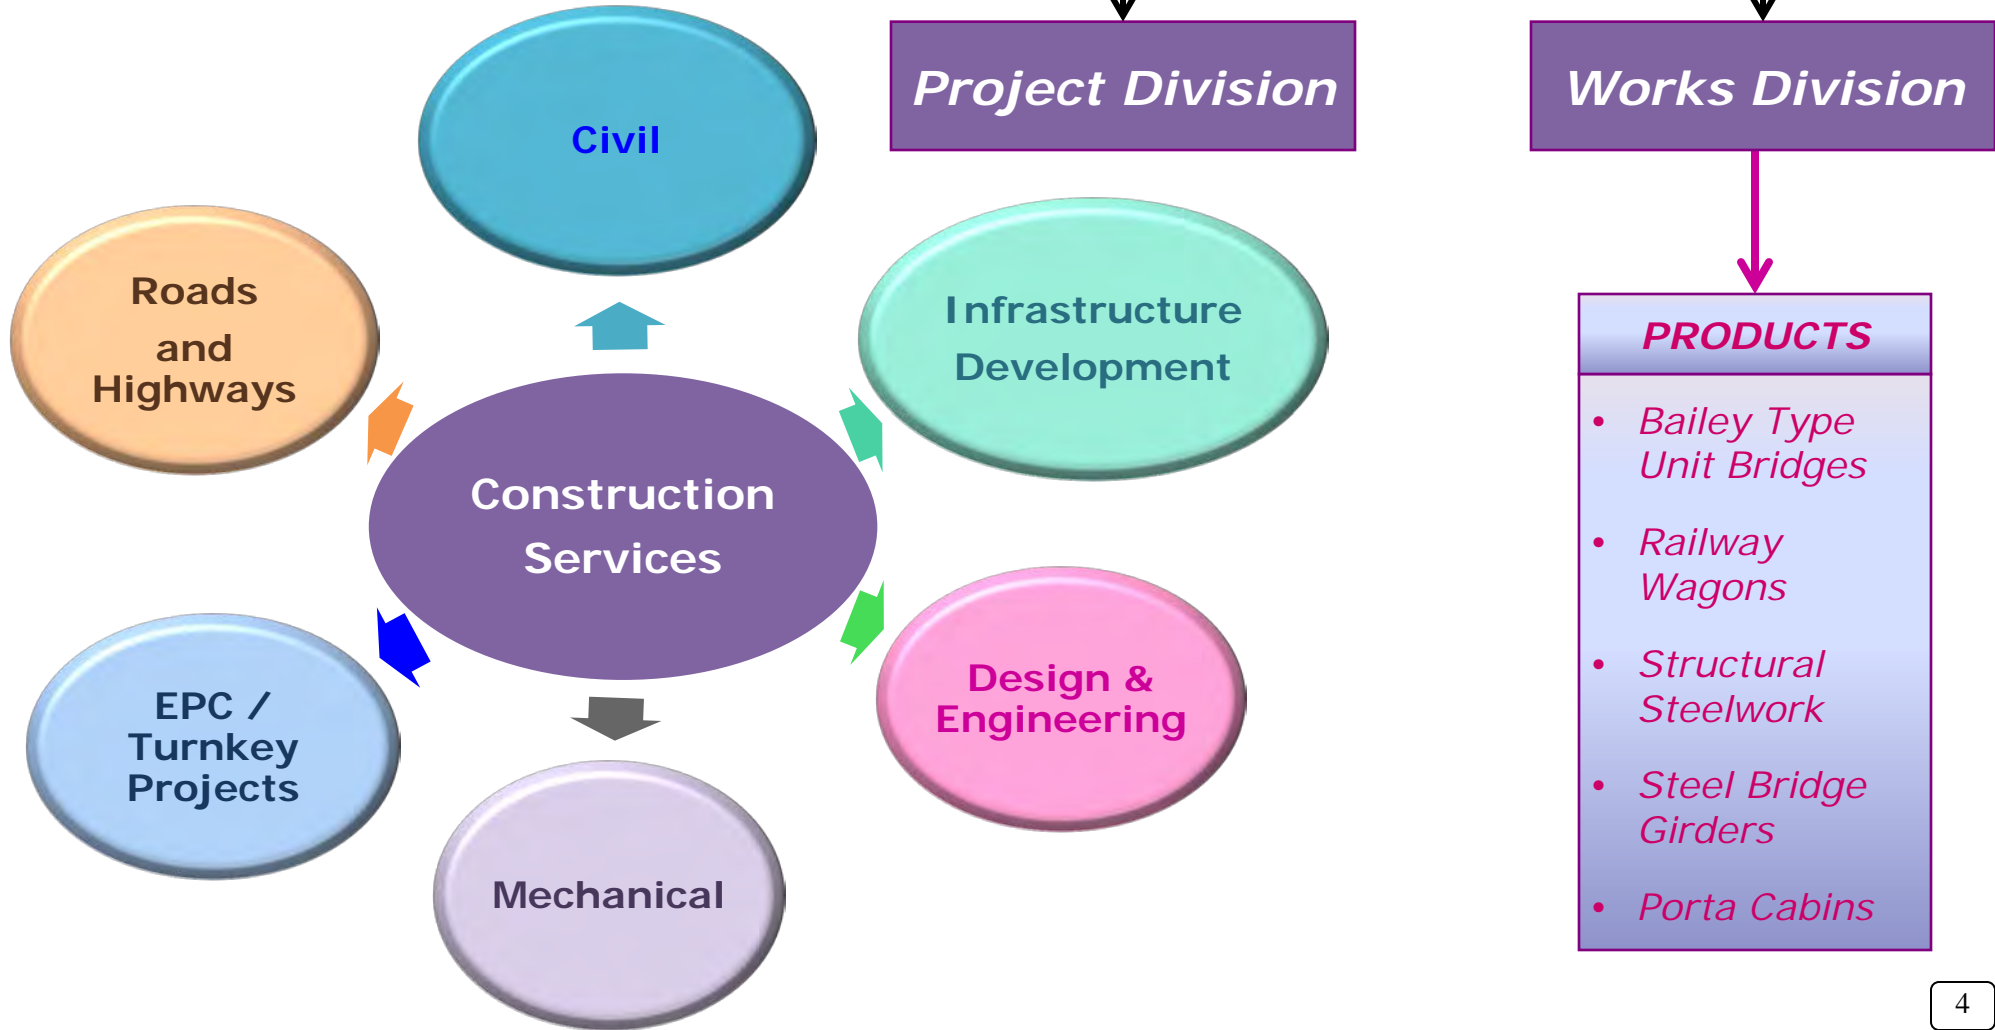 Project Division
Works Division
Civil
Roads
and
Highways
Infrastructure
Development
Construction
Services
EPC /
Turnkey
Projects
Design &
Engineering
Mechanical
PRODUCTS
• Bailey Type
Unit Bridges
• Railway
Wagons
• Structural
Steelwork
• Steel Bridge
Girders
• Porta Cabins
4